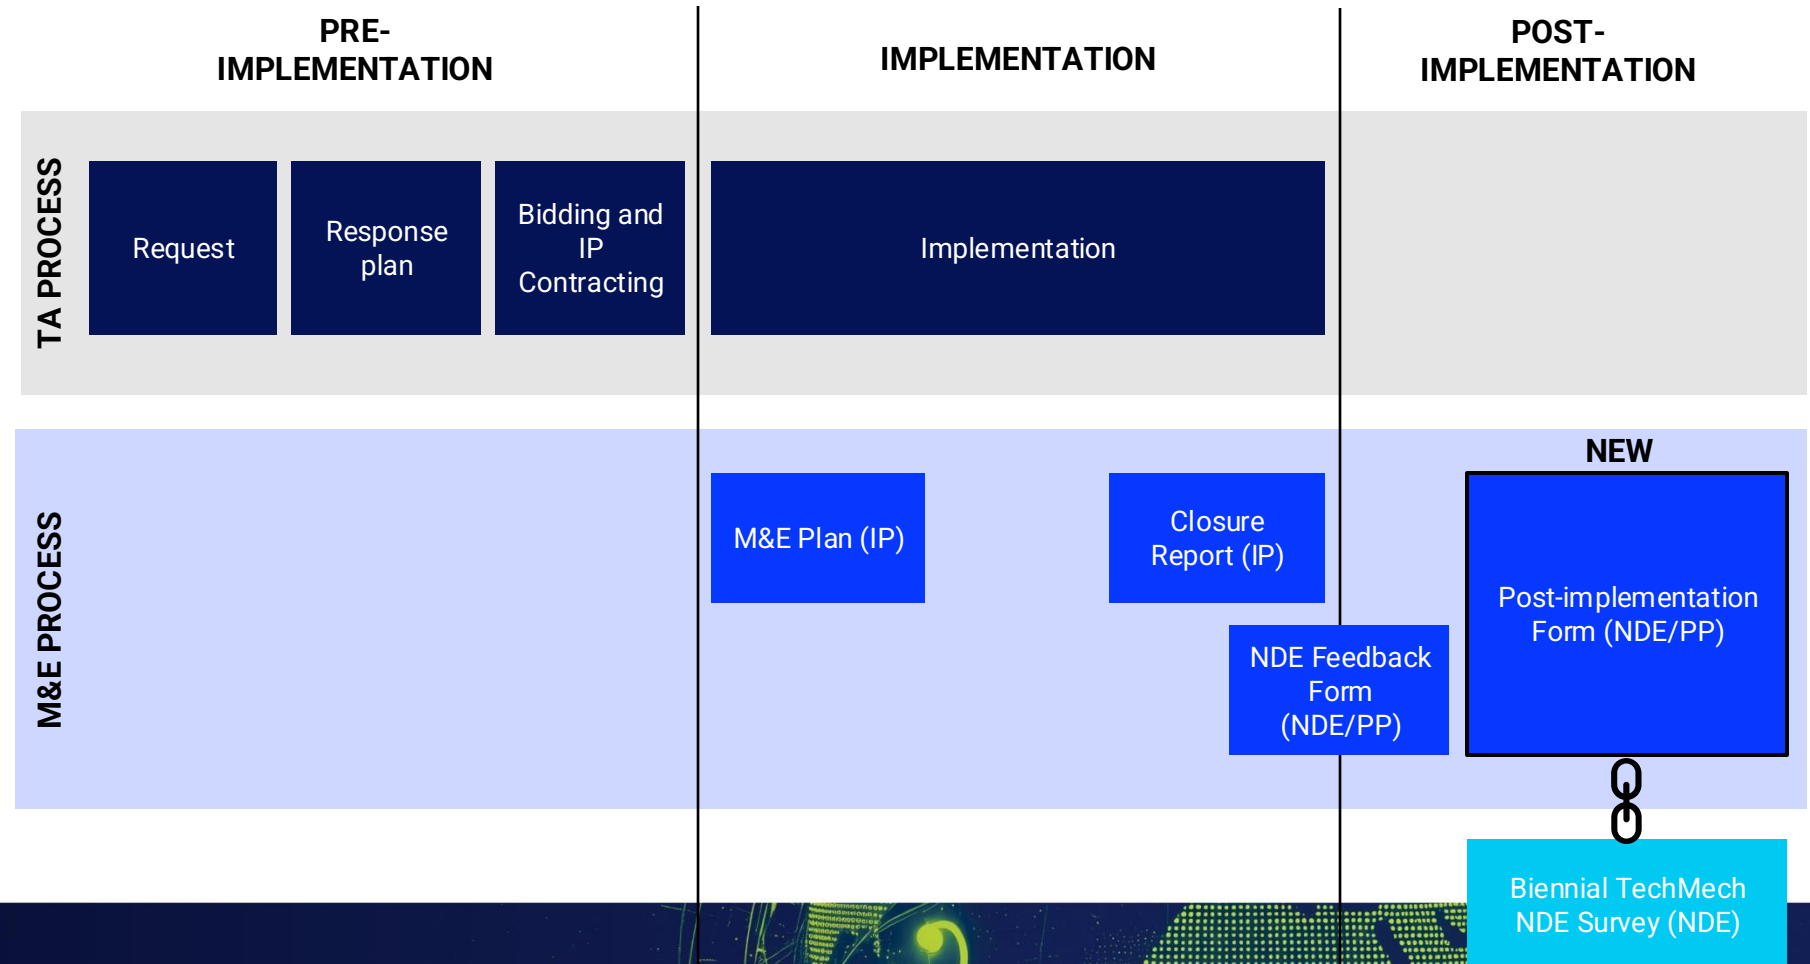 PRE-
IMPLEMENTATION
IMPLEMENTATION
POST-
IMPLEMENTATION
TA PROCESS
Request
Response
plan
Bidding and
IP
Contracting
Implementation
M&E PROCESS
M&E Plan (IP)
Closure
Report (IP)
NDE Feedback
Form
(NDE/PP)
NEW
Post-implementation
Form (NDE/PP)
Biennial TechMech
NDE Survey (NDE)